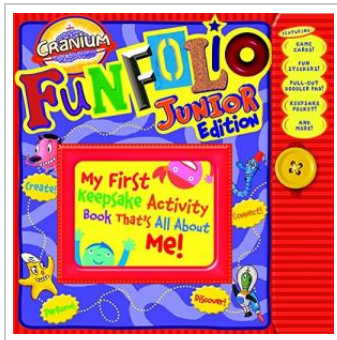 CRANIUM
FUNFOLIO
JUNIOR
Edition
FEATURING:
GAME
CARDS!
FUN
STICKERS!
PULL-OUT
DOODLER PAD!
KEEPSAKE
POCKET!
AND
MORE!
My First
Keepsake Activity
Book That's All About
Me!
Create!
Connect!
Perform!
Discover!